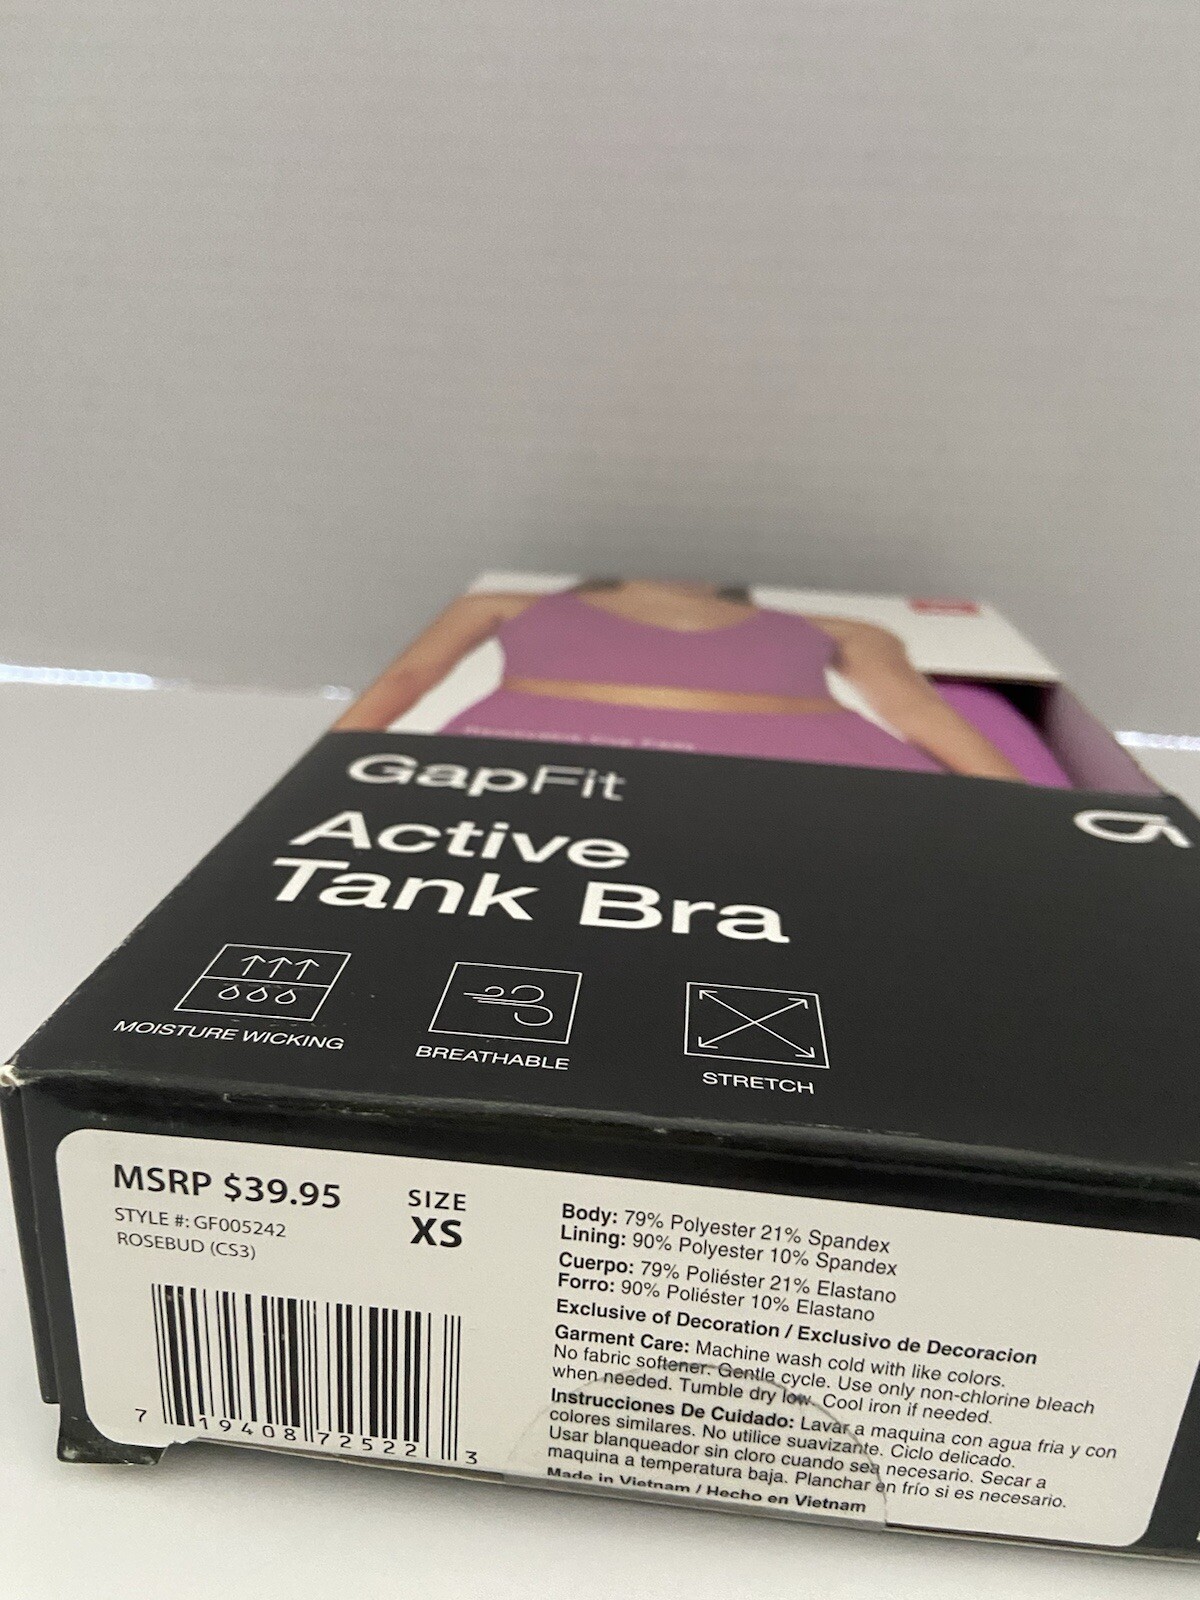 GapFit
Active
Tank Bra
MOISTURE WICKING
BREATHABLE
STRETCH
MSRP $39.95
STYLE #: GF005242
ROSEBUD (CS3)
SIZE
XS
7 19408 72522 3
Body: 79% Polyester 21% Spandex
Lining: 90% Polyester 10% Spandex
Cuerpo: 79% Poliéster 21% Elastano
Forro: 90% Poliéster 10% Elastano
Exclusive of Decoration / Exclusivo de Decoracion
Garment Care: Machine wash cold with like colors.
No fabric softener. Gentle cycle. Use only non-chlorine bleach
when needed. Tumble dry low. Cool iron if needed.
Instrucciones De Cuidado: Lavar a maquina con agua fria y con
colores similares. No utilice suavizante. Ciclo delicado.
Usar blanqueador sin cloro cuando sea necesario. Secar a
maquina a temperatura baja. Planchar en frío si es necesario.
Made in Vietnam / Hecho en Vietnam